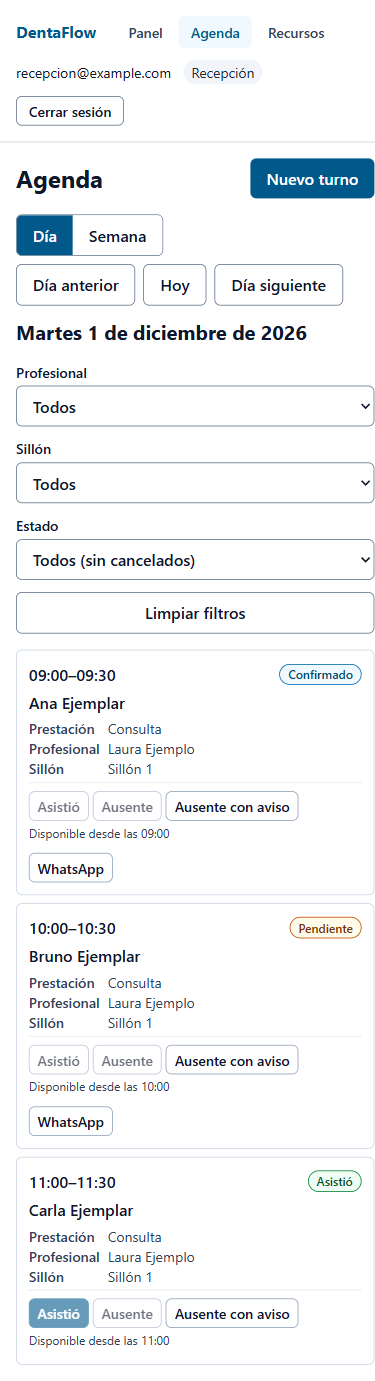 DentaFlow Panel Agenda Recursos
recepcion@example.com Recepción
Cerrar sesión
Agenda Nuevo turno
Día Semana
Día anterior Hoy Día siguiente
Martes 1 de diciembre de 2026
Profesional
Todos
Sillón
Todos
Estado
Todos (sin cancelados)
Limpiar filtros
09:00–09:30 Confirmado
Ana Ejemplar
Prestación Consulta
Profesional Laura Ejemplo
Sillón Sillón 1
Asistió Ausente Ausente con aviso
Disponible desde las 09:00
WhatsApp
10:00–10:30 Pendiente
Bruno Ejemplar
Prestación Consulta
Profesional Laura Ejemplo
Sillón Sillón 1
Asistió Ausente Ausente con aviso
Disponible desde las 10:00
WhatsApp
11:00–11:30 Asistió
Carla Ejemplar
Prestación Consulta
Profesional Laura Ejemplo
Sillón Sillón 1
Asistió Ausente Ausente con aviso
Disponible desde las 11:00